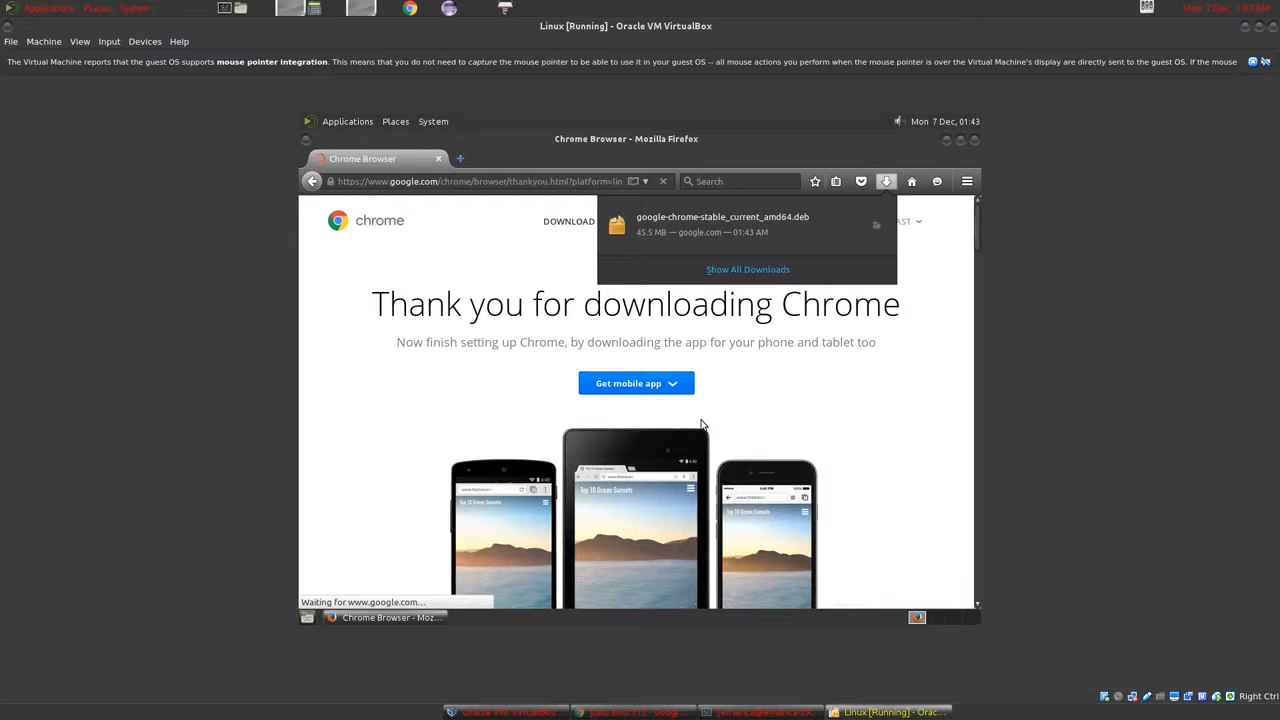 Applications Places System
Linux [Running] - Oracle VM VirtualBox
File Machine View Input Devices Help
The Virtual Machine reports that the guest OS supports mouse pointer integration. This means that you do not need to capture the mouse pointer to be able to use it in your guest OS -- all mouse actions you perform when the mouse pointer is over the Virtual Machine's display are directly sent to the guest OS. If the mouse
Applications Places System Mon 7 Dec, 01:43
Chrome Browser - Mozilla Firefox
Chrome Browser
https://www.google.com/chrome/browser/thankyou.html?platform=lin Search
chrome DOWNLOAD
google-chrome-stable_current_amd64.deb
45.5 MB — google.com — 01:43 AM
AST
Show All Downloads
Thank you for downloading Chrome
Now finish setting up Chrome, by downloading the app for your phone and tablet too
Get mobile app
Top 10 Ocean Sunsets
Top 10 Ocean Sunsets
Top 10 Ocean Sunsets
Waiting for www.google.com…
Chrome Browser - Moz...
Right Ctrl
Oracle VM VirtualBox
Linux [Running] - Orac...